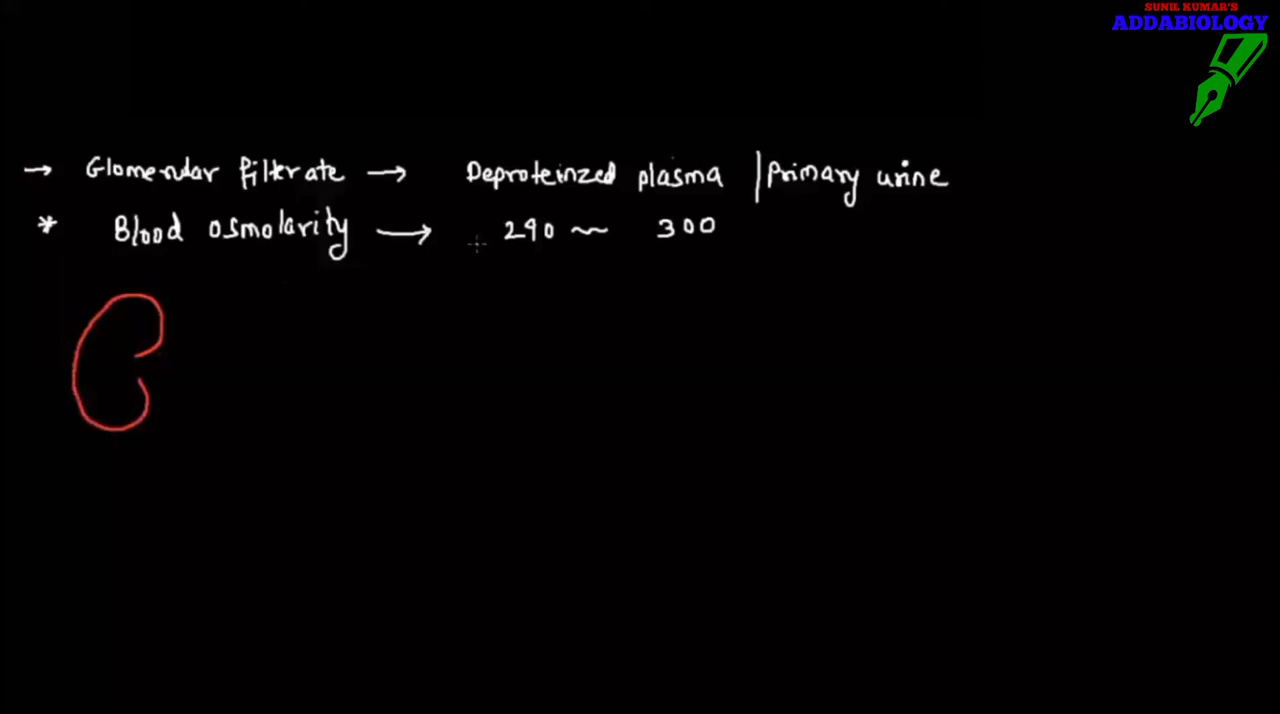 SUNIL KUMAR'S
ADDABIOLOGY
→ Glomerular filtrate → Deproteinzed plasma | Primary urine
* Blood osmolarity → 290 ~ 300